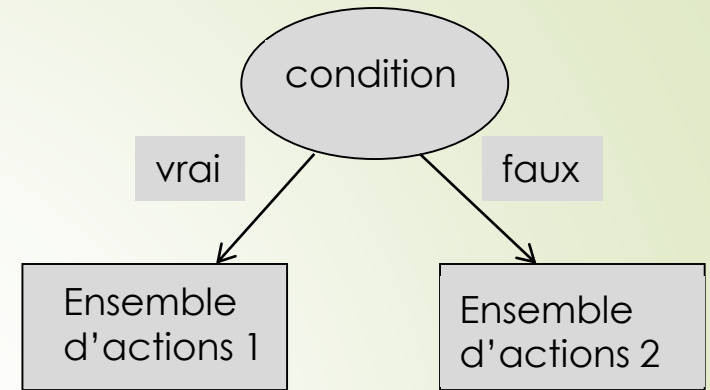 condition
vrai
faux
Ensemble
d’actions 1
Ensemble
d’actions 2